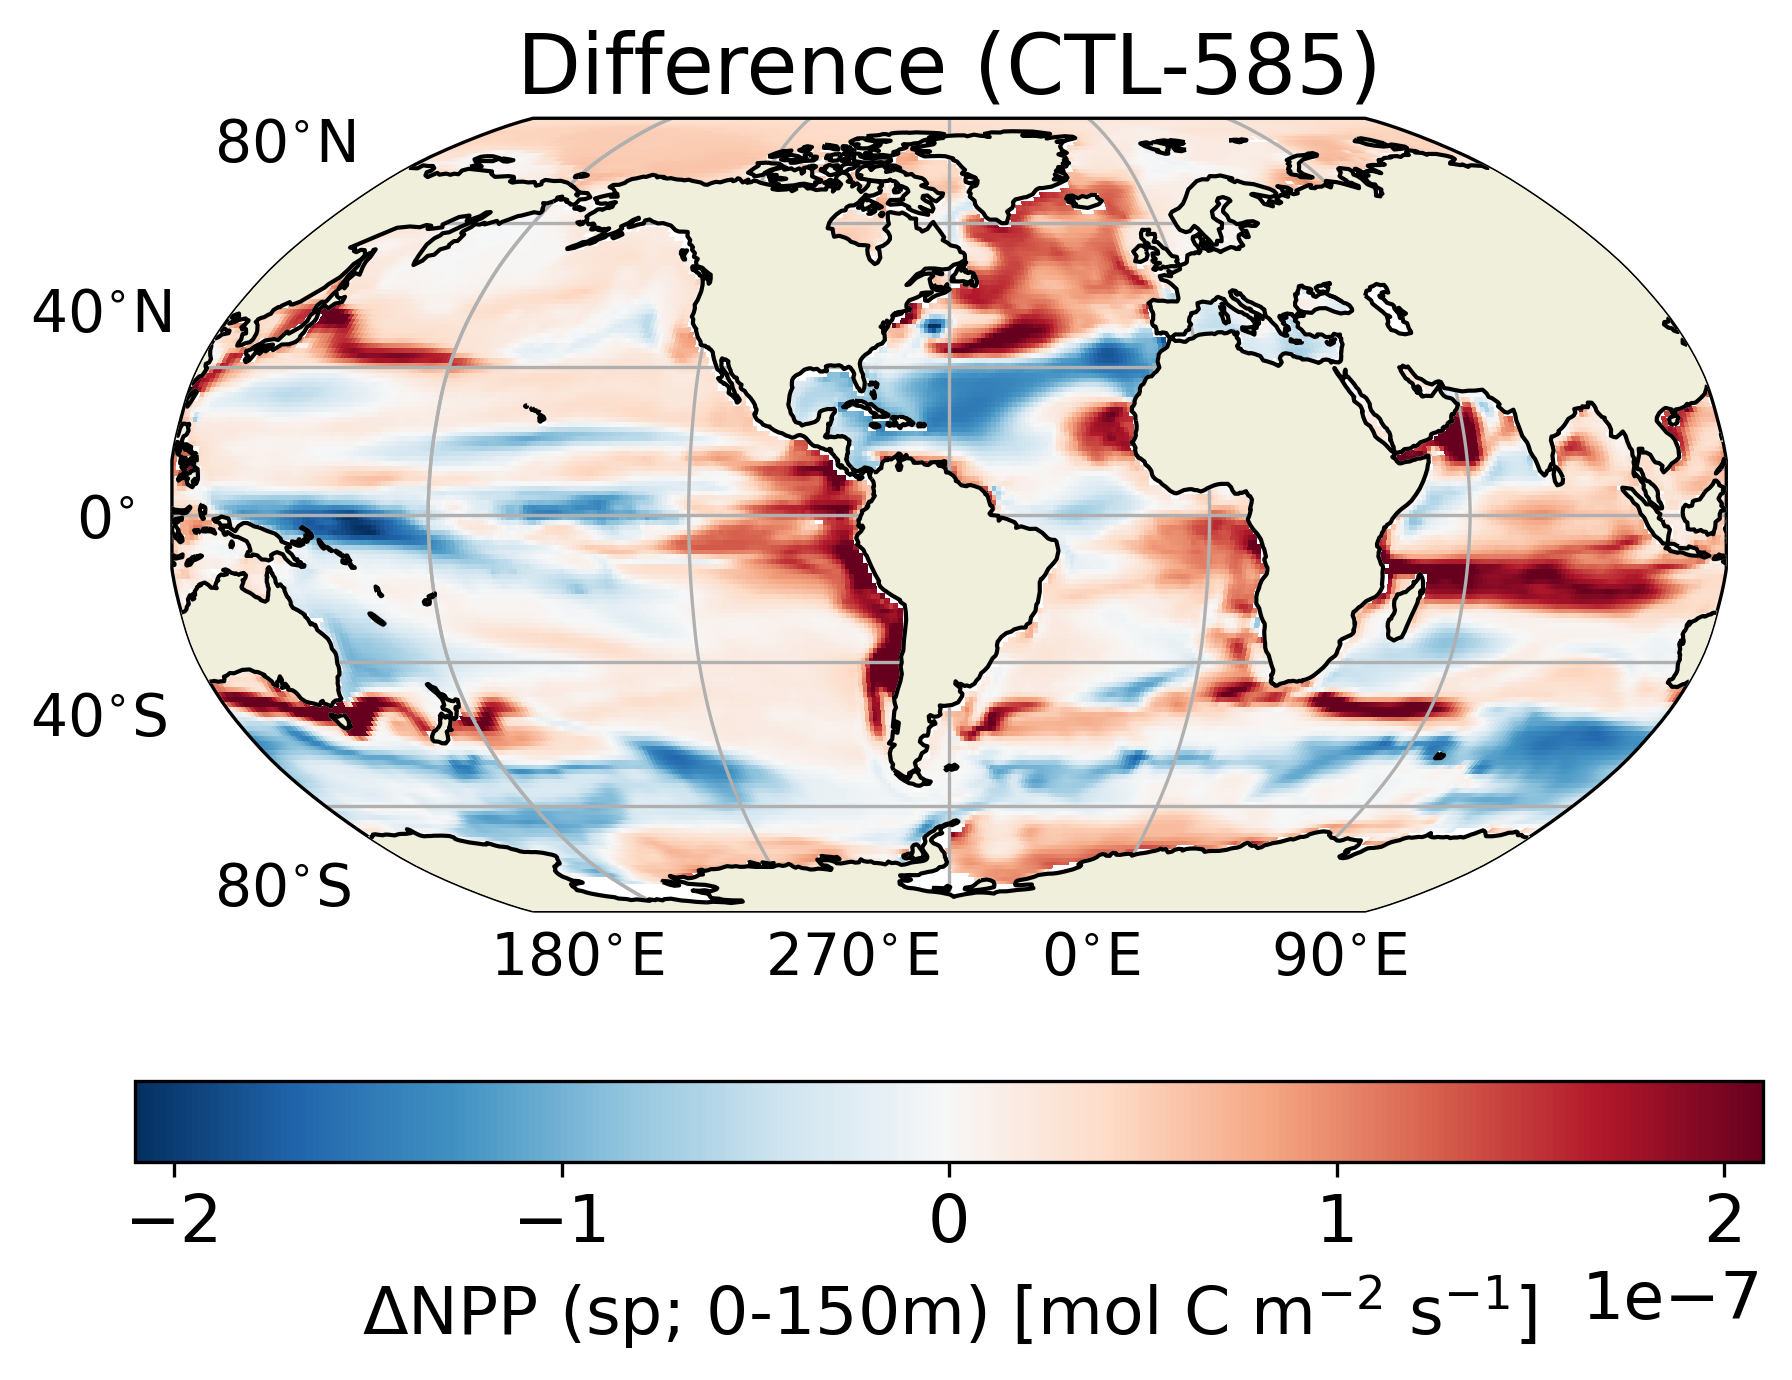 Difference (CTL-585)
80°N
40°N
0°
40°S
80°S
180°E 270°E 0°E 90°E
−2 −1 0 1 2
ΔNPP (sp; 0-150m) [mol C m⁻² s⁻¹] 1e−7